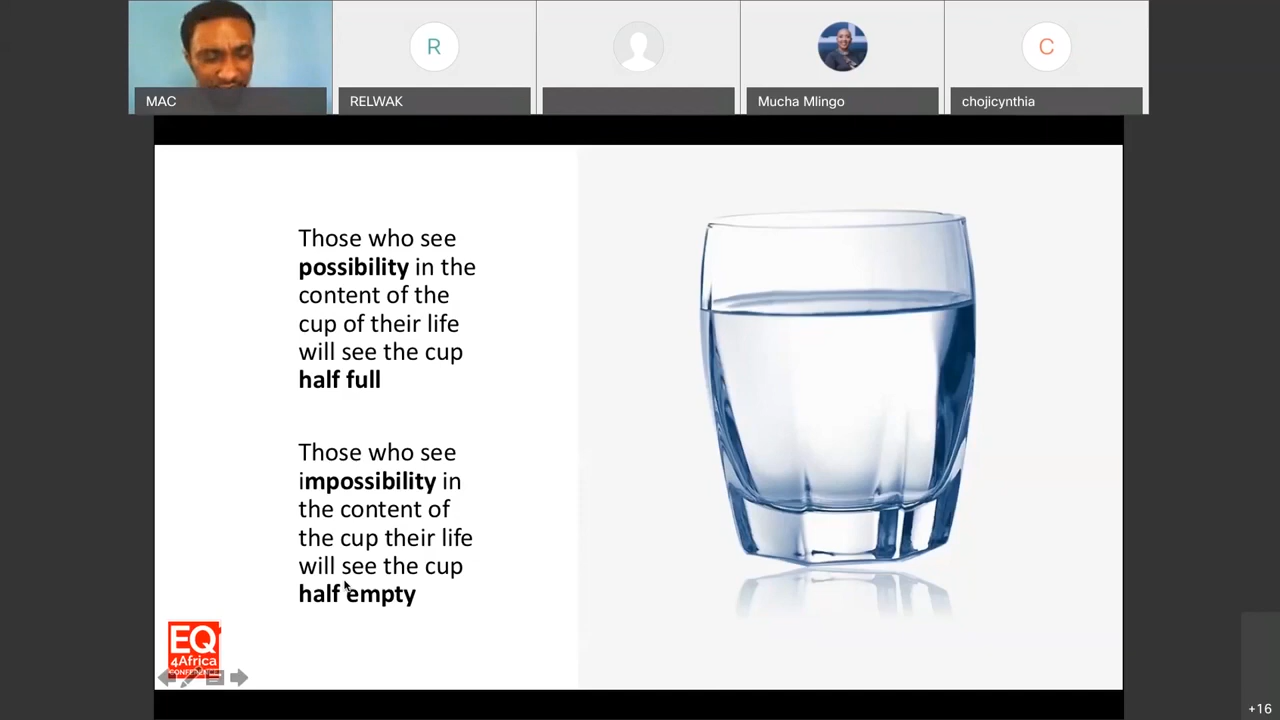 R
C
MAC
RELWAK
Mucha Mlingo
chojicynthia
Those who see
possibility in the
content of the
cup of their life
will see the cup
half full
Those who see
impossibility in
the content of
the cup their life
will see the cup
half empty
EQ
4Africa
CONFERENCE
+16